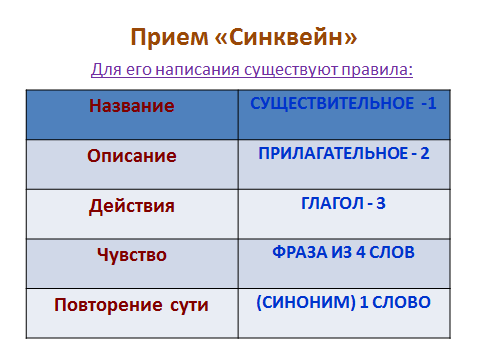 Прием «Синквейн»
Для его написания существуют правила:
Название СУЩЕСТВИТЕЛЬНОЕ -1
Описание ПРИЛАГАТЕЛЬНОЕ - 2
Действия ГЛАГОЛ - 3
Чувство ФРАЗА ИЗ 4 СЛОВ
Повторение сути (СИНОНИМ) 1 СЛОВО